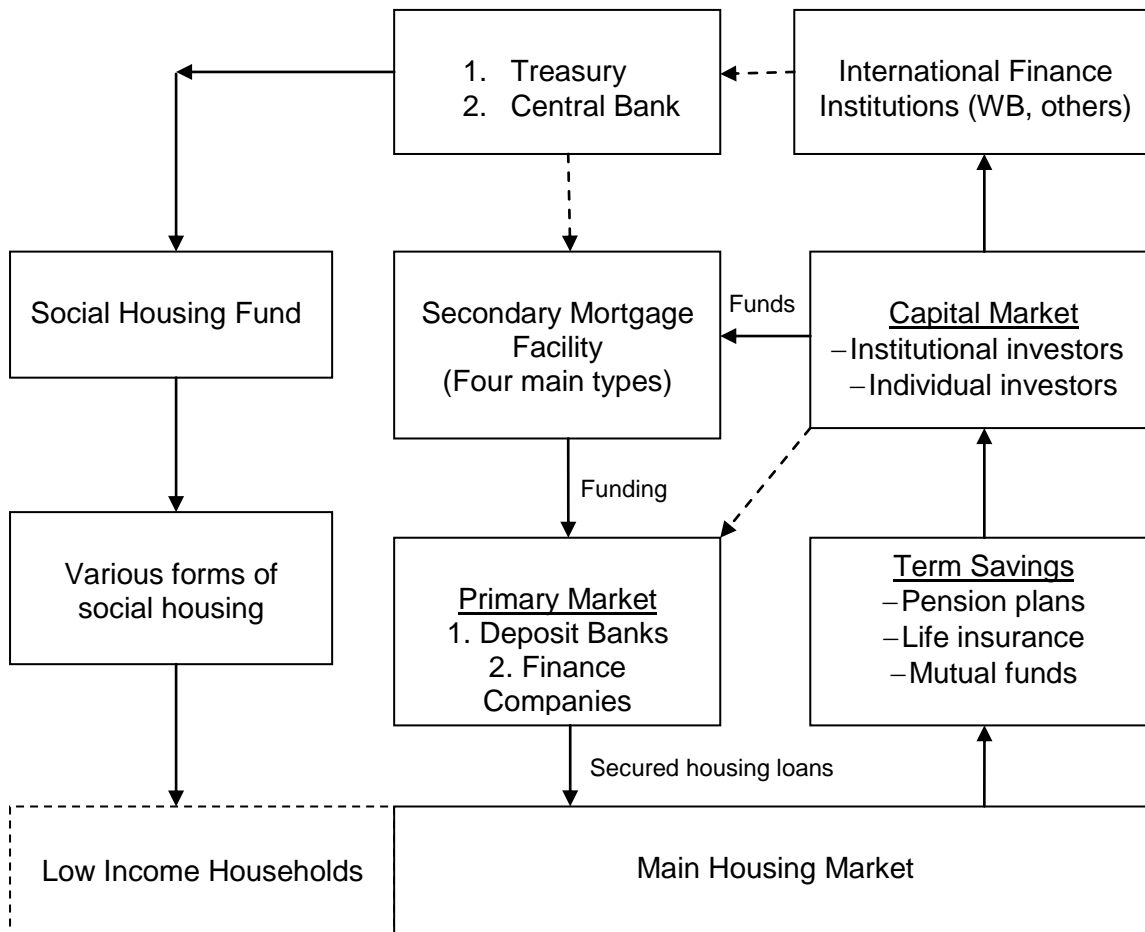 1. Treasury
2. Central Bank
International Finance
Institutions (WB, others)
Social Housing Fund
Secondary Mortgage
Facility
(Four main types)
Funds
Capital Market
–Institutional investors
–Individual investors
Funding
Various forms of
social housing
Primary Market
1. Deposit Banks
2. Finance
Companies
Term Savings
–Pension plans
–Life insurance
–Mutual funds
Secured housing loans
Low Income Households
Main Housing Market